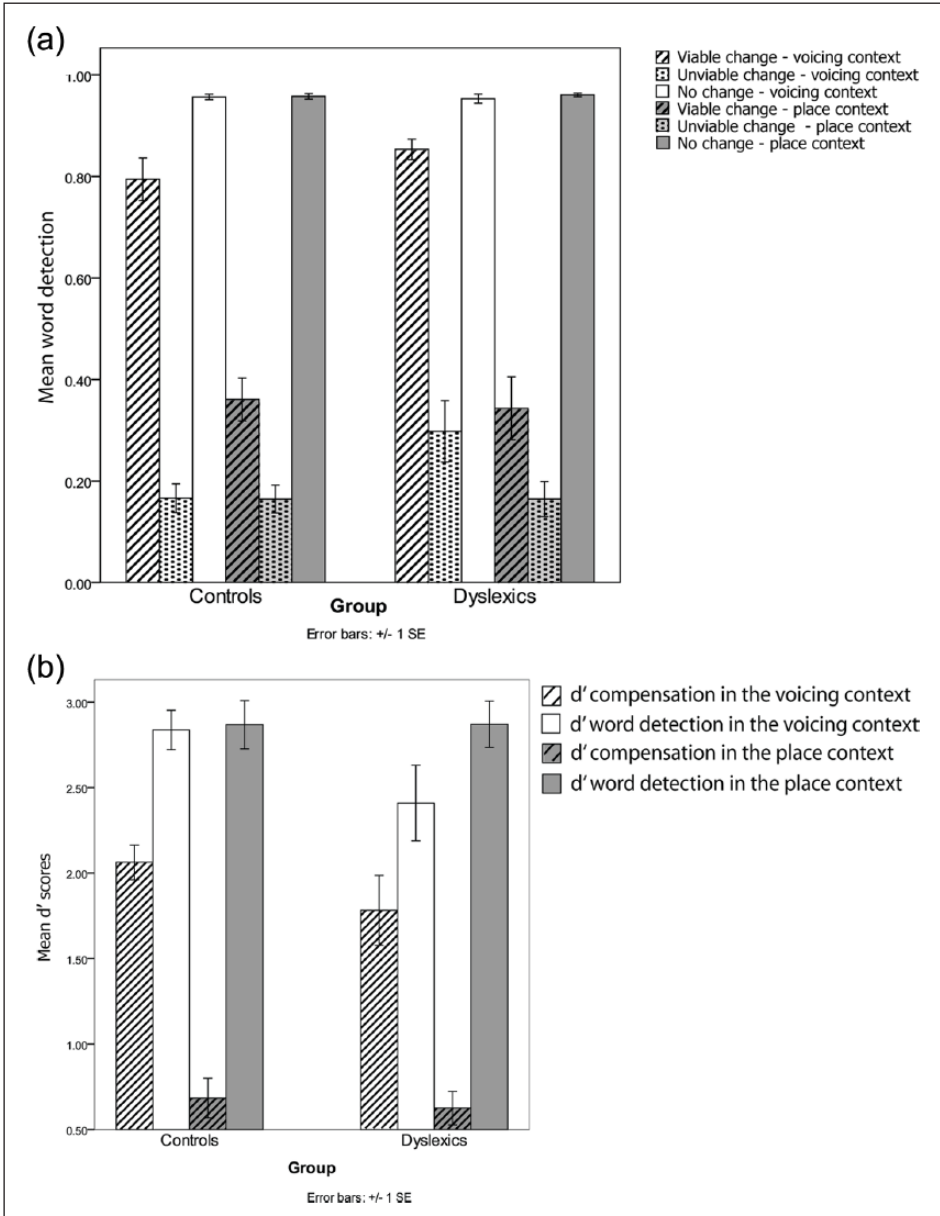 (a)
1.00
0.80
0.60
0.40
0.20
0.00
Mean word detection
Controls
Dyslexics
Group
Error bars: +/- 1 SE
Viable change - voicing context
Unviable change - voicing context
No change - voicing context
Viable change - place context
Unviable change - place context
No change - place context
(b)
3.00
2.50
2.00
1.50
1.00
0.50
Mean d' scores
Controls
Dyslexics
Group
Error bars: +/- 1 SE
d' compensation in the voicing context
d' word detection in the voicing context
d' compensation in the place context
d' word detection in the place context